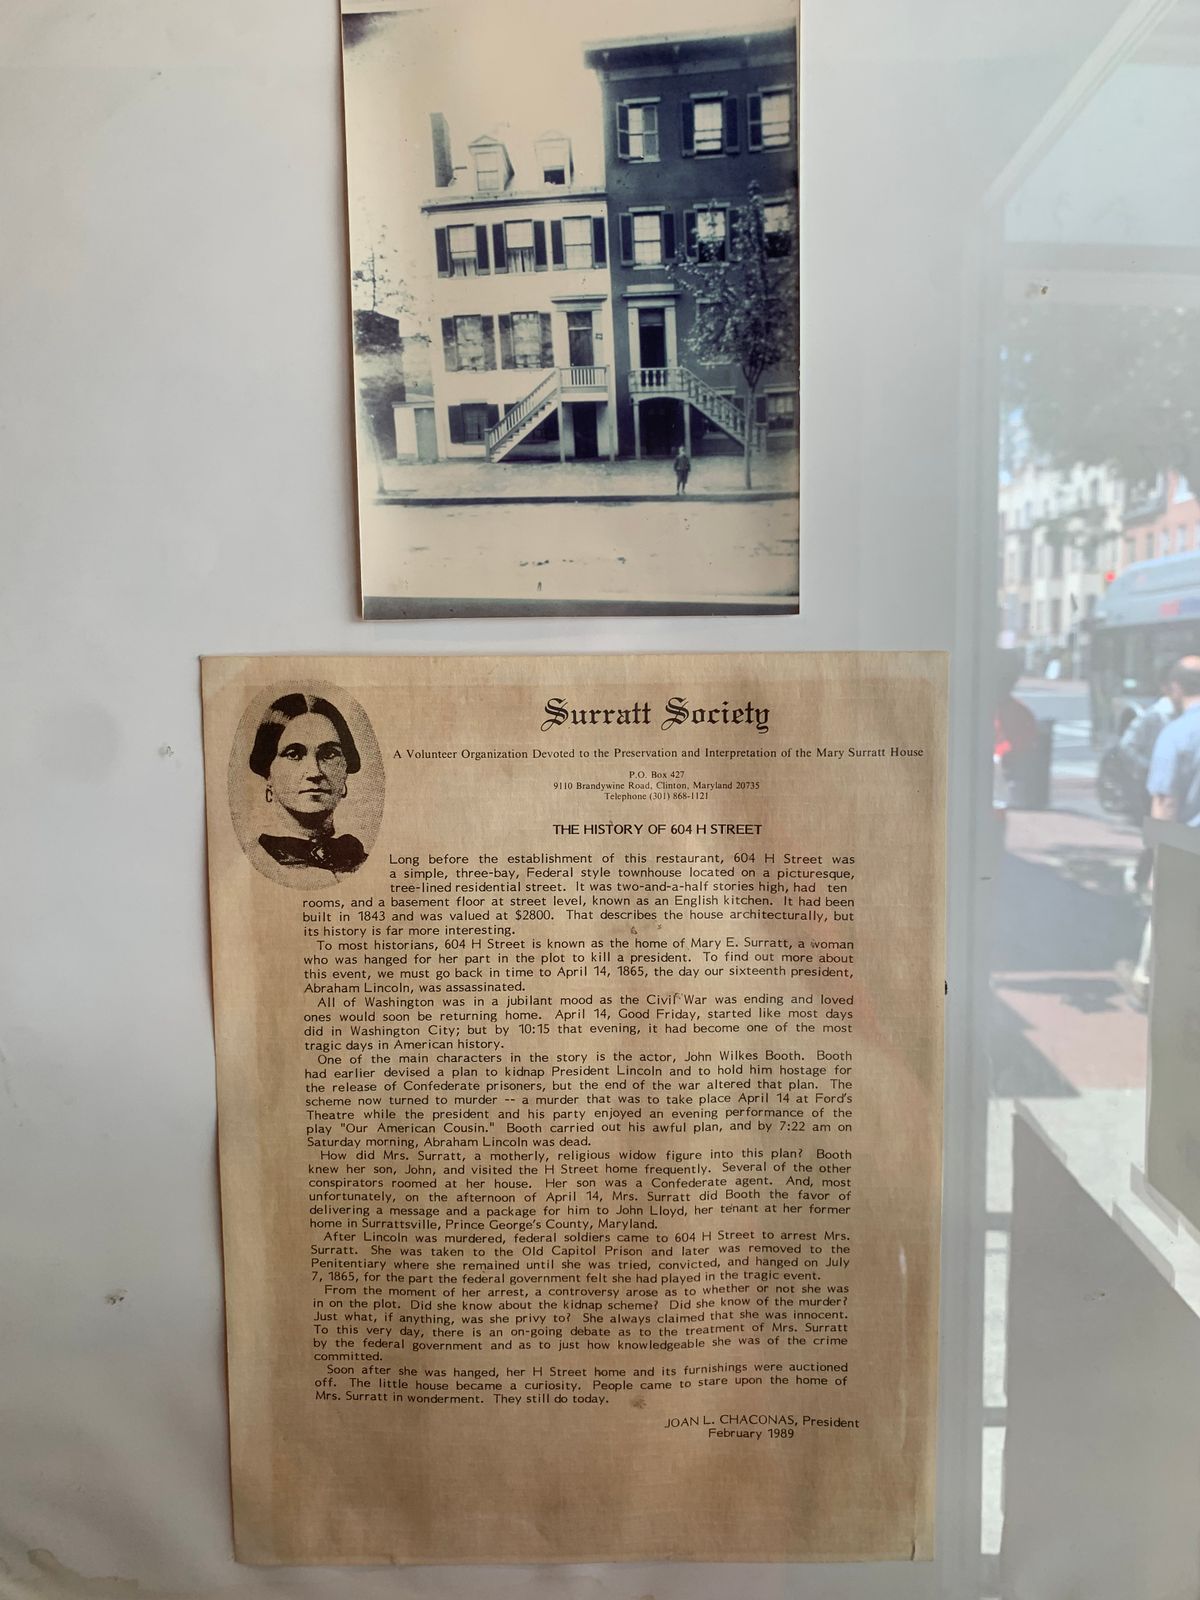 Surratt Society
A Volunteer Organization Devoted to the Preservation and Interpretation of the Mary Surratt House
P.O. Box 427
9110 Brandywine Road, Clinton, Maryland 20735
Telephone (301) 868-1121
THE HISTORY OF 604 H STREET
Long before the establishment of this restaurant, 604 H Street was
a simple, three-bay, Federal style townhouse located on a picturesque,
tree-lined residential street. It was two-and-a-half stories high, had ten
rooms, and a basement floor at street level, known as an English kitchen. It had been
built in 1843 and was valued at $2800. That describes the house architecturally, but
its history is far more interesting.
To most historians, 604 H Street is known as the home of Mary E. Surratt, a woman
who was hanged for her part in the plot to kill a president. To find out more about
this event, we must go back in time to April 14, 1865, the day our sixteenth president,
Abraham Lincoln, was assassinated.
All of Washington was in a jubilant mood as the Civil War was ending and loved
ones would soon be returning home. April 14, Good Friday, started like most days
did in Washington City; but by 10:15 that evening, it had become one of the most
tragic days in American history.
One of the main characters in the story is the actor, John Wilkes Booth. Booth
had earlier devised a plan to kidnap President Lincoln and to hold him hostage for
the release of Confederate prisoners, but the end of the war altered that plan. The
scheme now turned to murder -- a murder that was to take place April 14 at Ford's
Theatre while the president and his party enjoyed an evening performance of the
play "Our American Cousin." Booth carried out his awful plan, and by 7:22 am on
Saturday morning, Abraham Lincoln was dead.
How did Mrs. Surratt, a motherly, religious widow figure into this plan? Booth
knew her son, John, and visited the H Street home frequently. Several of the other
conspirators roomed at her house. Her son was a Confederate agent. And, most
unfortunately, on the afternoon of April 14, Mrs. Surratt did Booth the favor of
delivering a message and a package for him to John Lloyd, her tenant at her former
home in Surrattsville, Prince George's County, Maryland.
After Lincoln was murdered, federal soldiers came to 604 H Street to arrest Mrs.
Surratt. She was taken to the Old Capitol Prison and later was removed to the
Penitentiary where she remained until she was tried, convicted, and hanged on July
7, 1865, for the part the federal government felt she had played in the tragic event.
From the moment of her arrest, a controversy arose as to whether or not she was
in on the plot. Did she know about the kidnap scheme? Did she know of the murder?
Just what, if anything, was she privy to? She always claimed that she was innocent.
To this very day, there is an on-going debate as to the treatment of Mrs. Surratt
by the federal government and as to just how knowledgeable she was of the crime
committed.
Soon after she was hanged, her H Street home and its furnishings were auctioned
off. The little house became a curiosity. People came to stare upon the home of
Mrs. Surratt in wonderment. They still do today.
JOAN L. CHACONAS, President
February 1989